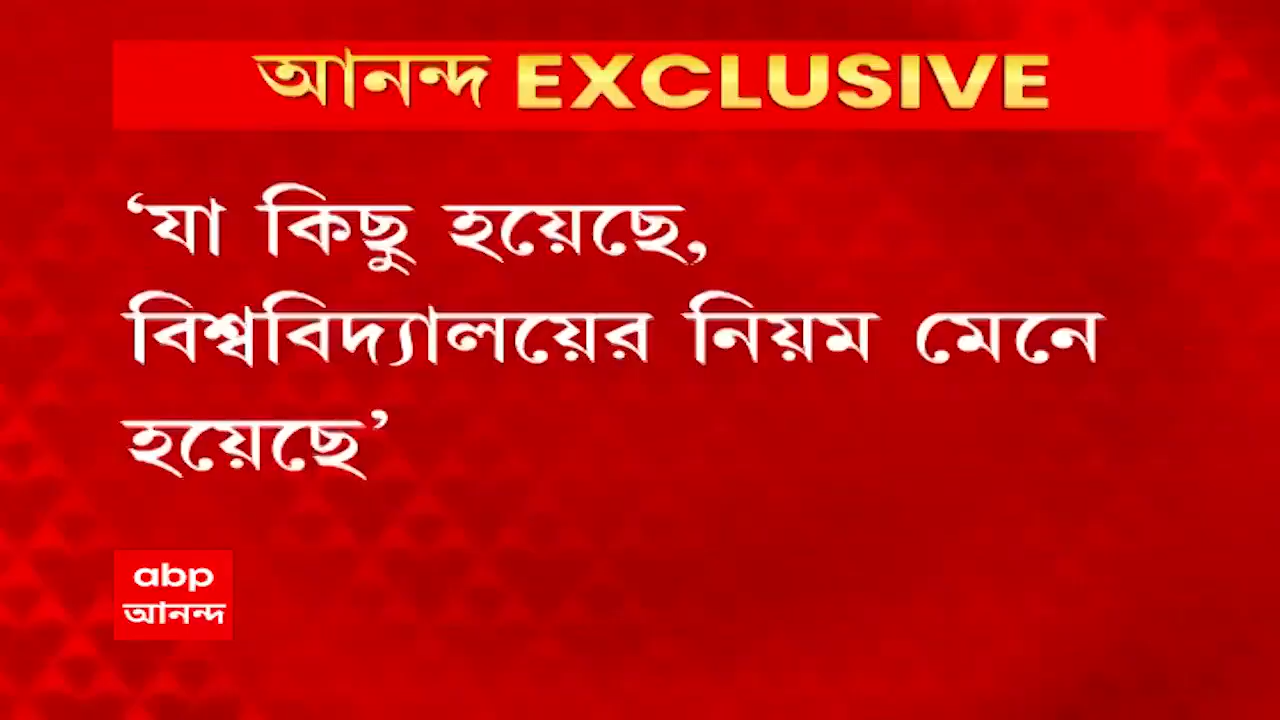 আনন্দ EXCLUSIVE
‘যা কিছু হয়েছে,
বিশ্ববিদ্যালয়ের নিয়ম মেনে
হয়েছে’
abp
আনন্দ